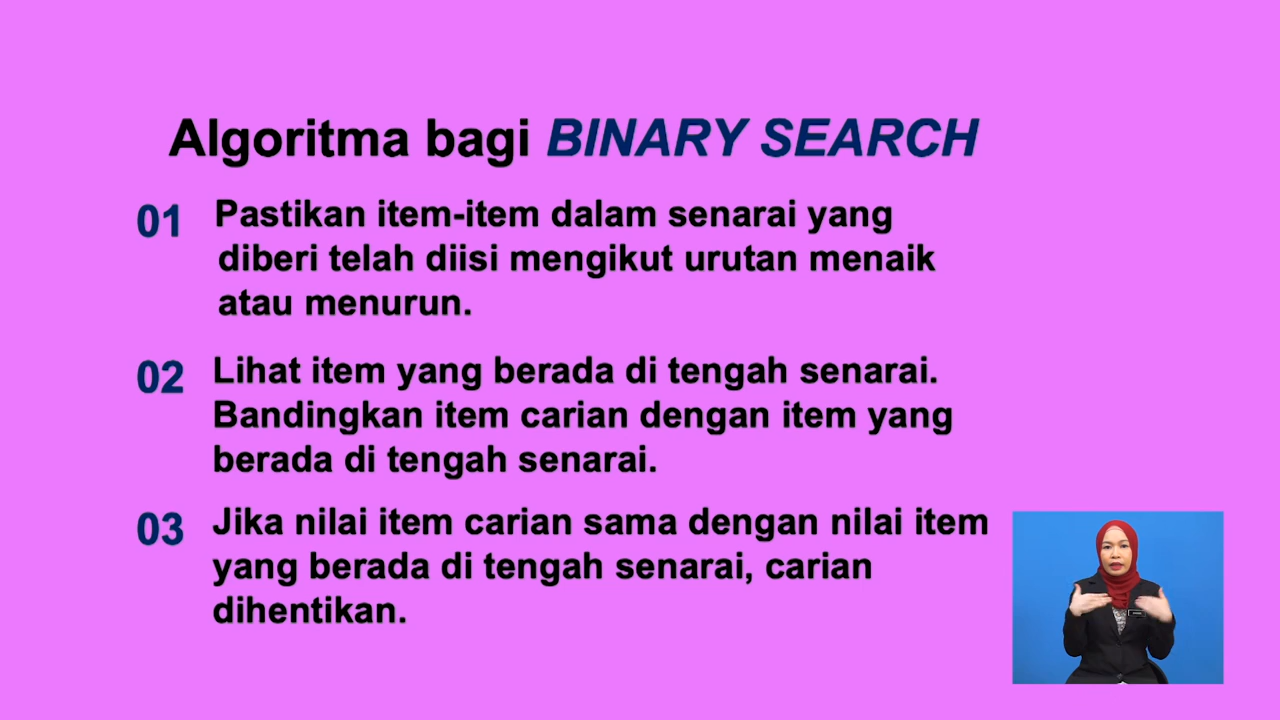 Algoritma bagi BINARY SEARCH
01 Pastikan item-item dalam senarai yang
diberi telah diisi mengikut urutan menaik
atau menurun.
02 Lihat item yang berada di tengah senarai.
Bandingkan item carian dengan item yang
berada di tengah senarai.
03 Jika nilai item carian sama dengan nilai item
yang berada di tengah senarai, carian
dihentikan.